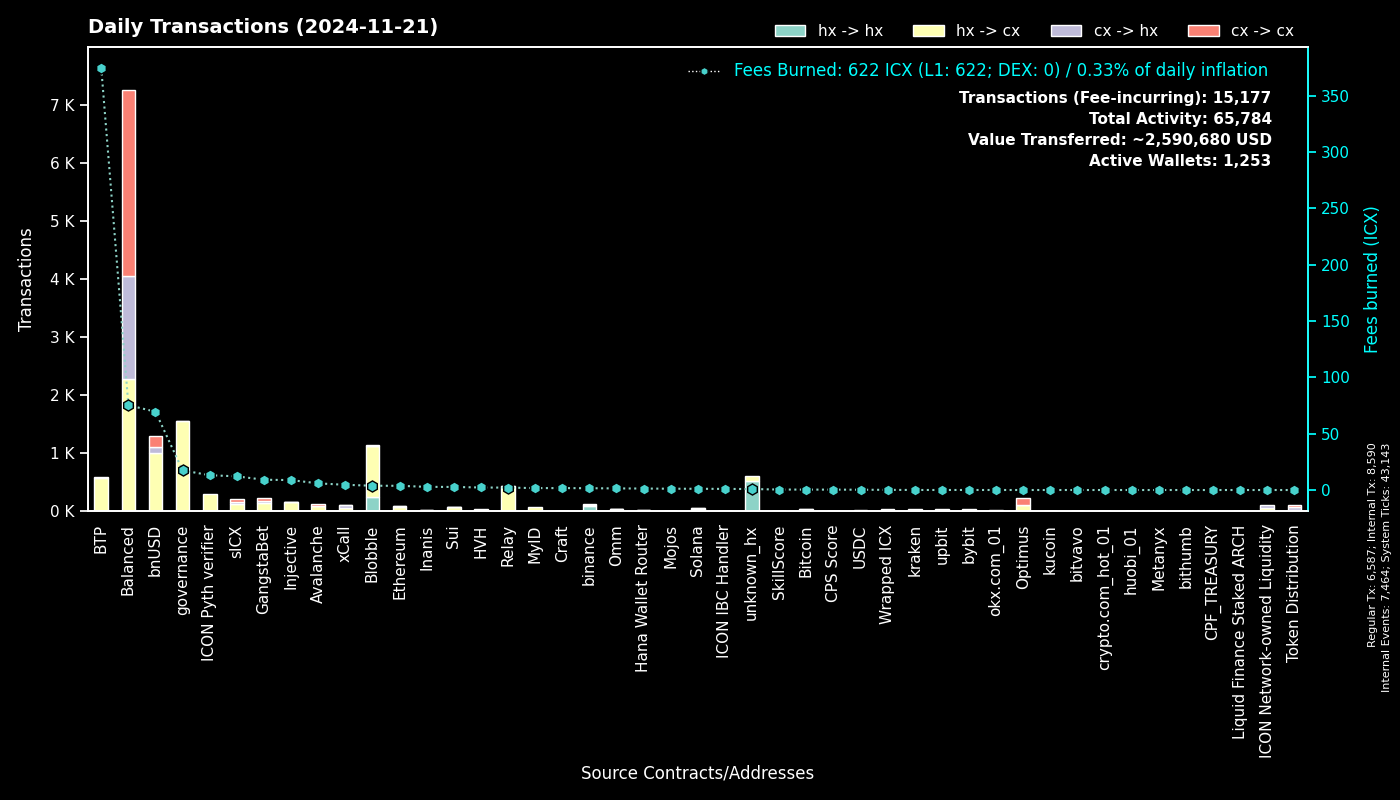 Daily Transactions (2024-11-21)
hx -> hx
hx -> cx
cx -> hx
cx -> cx
Fees Burned: 622 ICX (L1: 622; DEX: 0) / 0.33% of daily inflation
Transactions (Fee-incurring): 15,177
Total Activity: 65,784
Value Transferred: ~2,590,680 USD
Active Wallets: 1,253
Transactions
7 K
6 K
5 K
4 K
3 K
2 K
1 K
0 K
350
300
250
200
150
100
50
0
Fees burned (ICX)
Regular Tx: 6,587; Internal Tx: 8,590
Internal Events: 7,464; System Ticks: 43,143
BTP
Balanced
bnUSD
governance
ICON Pyth verifier
sICX
GangstaBet
Injective
Avalanche
xCall
Blobble
Ethereum
Inanis
Sui
HVH
Relay
MyID
Craft
binance
Omm
Hana Wallet Router
Mojos
Solana
ICON IBC Handler
unknown_hx
SkillScore
Bitcoin
CPS Score
USDC
Wrapped ICX
kraken
upbit
bybit
okx.com_01
Optimus
kucoin
bitvavo
crypto.com_hot_01
huobi_01
Metanyx
bithumb
CPF_TREASURY
Liquid Finance Staked ARCH
ICON Network-owned Liquidity
Token Distribution
Source Contracts/Addresses